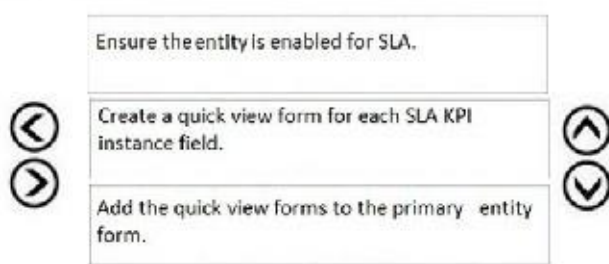 Ensure the entity is enabled for SLA.
Create a quick view form for each SLA KPI
instance field.
Add the quick view forms to the primary entity
form.